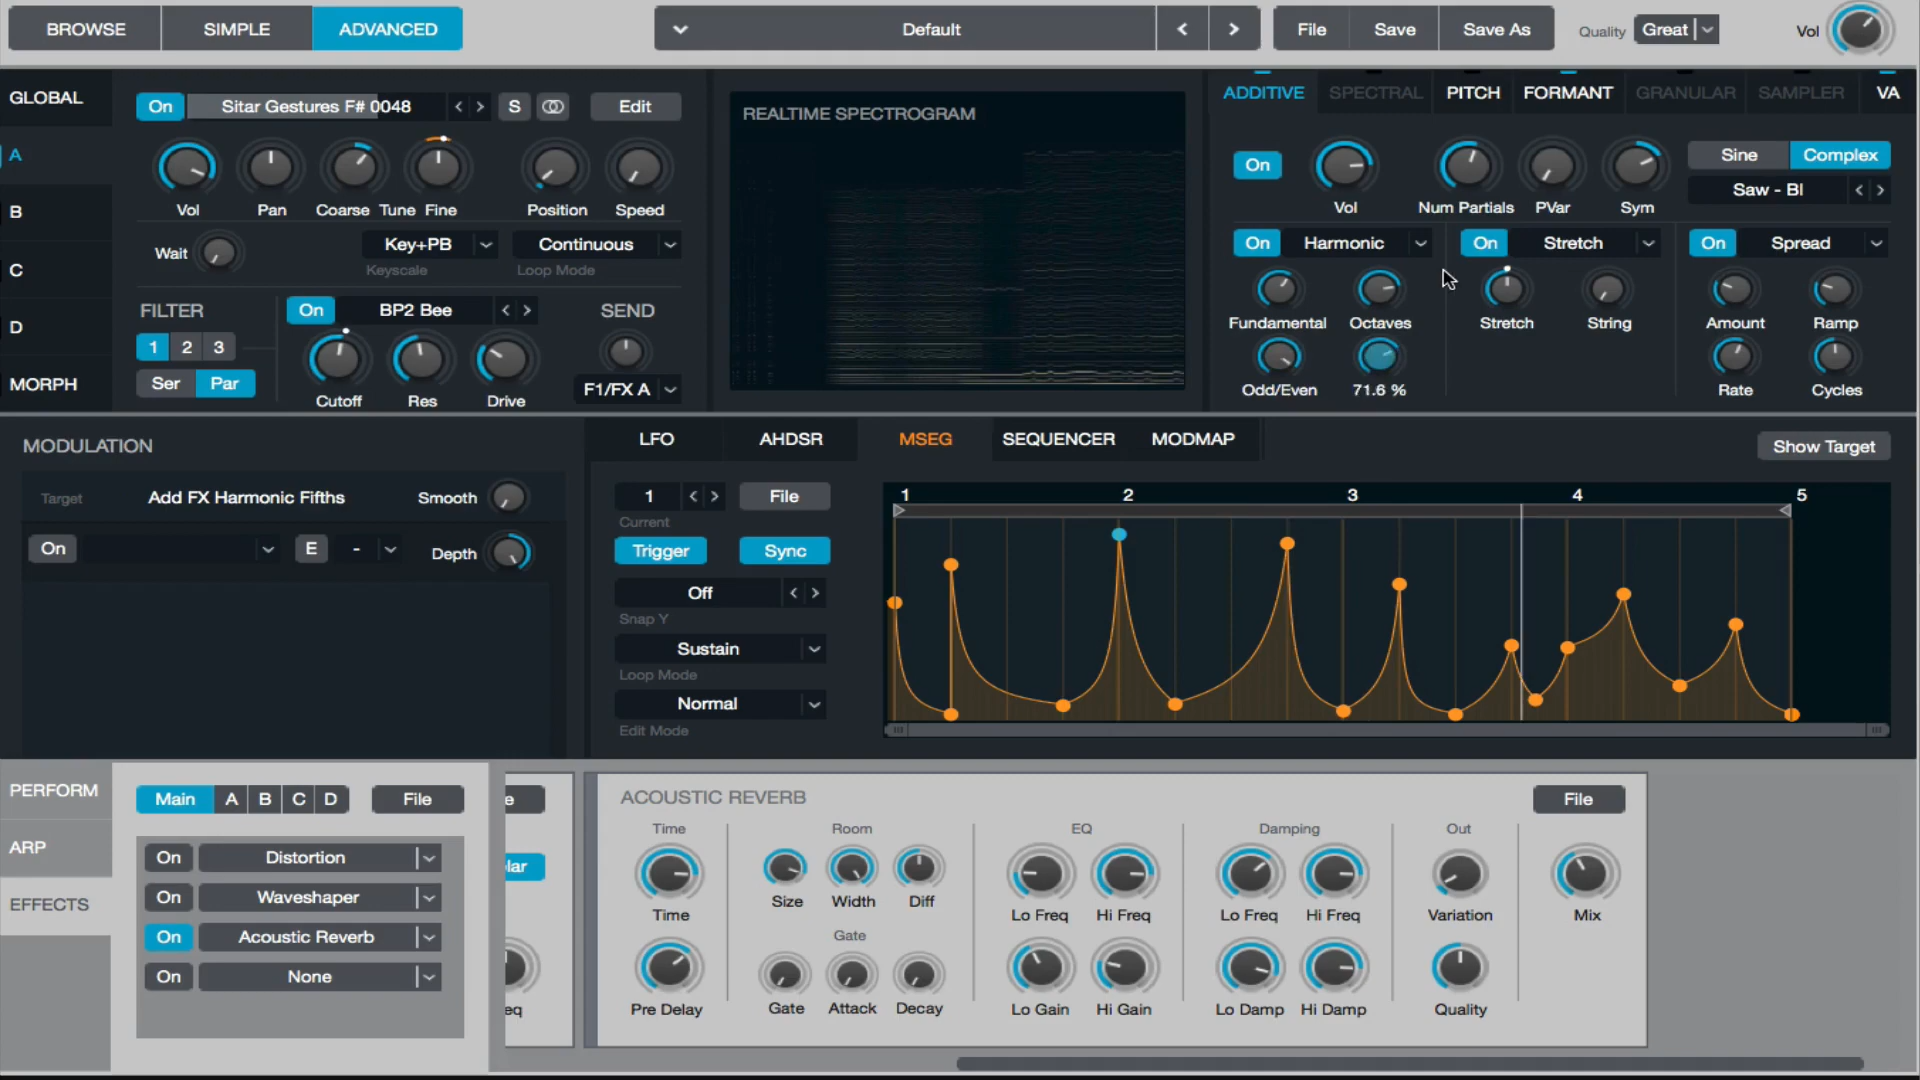 BROWSE SIMPLE ADVANCED Default File Save Save As Quality Great Vol
GLOBAL
A
B
C
D
MORPH
On Sitar Gestures F# 0048 < > S Edit
Vol Pan Coarse Tune Fine Position Speed
Wait Key+PB Continuous
Keyscale Loop Mode
FILTER On BP2 Bee < > SEND
1 2 3
Ser Par F1/FX A
Cutoff Res Drive
REALTIME SPECTROGRAM
ADDITIVE SPECTRAL PITCH FORMANT GRANULAR SAMPLER VA
On Sine Complex
Saw - BI < >
Vol Num Partials PVar Sym
On Harmonic On Stretch On Spread
Fundamental Octaves Stretch String Amount Ramp
Odd/Even 71.6 % Rate Cycles
MODULATION
Target Add FX Harmonic Fifths Smooth
On E - Depth
LFO AHDSR MSEG SEQUENCER MODMAP Show Target
1 < > File
Current
Trigger Sync
Off < >
Snap Y
Sustain
Loop Mode
Normal
Edit Mode
1 2 3 4 5
PERFORM
ARP
EFFECTS
Main A B C D File
On Distortion
On Waveshaper
On Acoustic Reverb
On None
e
lar
eq
ACOUSTIC REVERB File
Time Room EQ Damping Out
Time Size Width Diff Lo Freq Hi Freq Lo Freq Hi Freq Variation Mix
Gate
Pre Delay Gate Attack Decay Lo Gain Hi Gain Lo Damp Hi Damp Quality